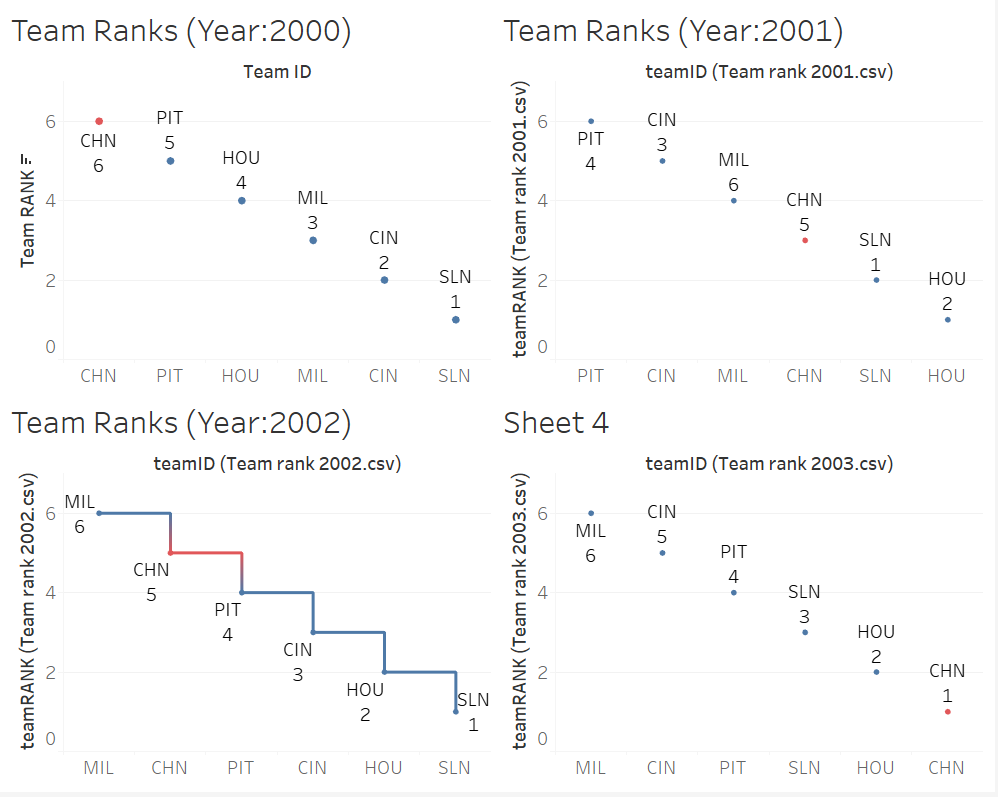 Team Ranks (Year:2000)
Team ID
Team RANK
6
4
2
0
CHN
6
PIT
5
HOU
4
MIL
3
CIN
2
SLN
1
CHN PIT HOU MIL CIN SLN
Team Ranks (Year:2001)
teamID (Team rank 2001.csv)
teamRANK (Team rank 2001.csv)
6
4
2
0
PIT
4
CIN
3
MIL
6
CHN
5
SLN
1
HOU
2
PIT CIN MIL CHN SLN HOU
Team Ranks (Year:2002)
teamID (Team rank 2002.csv)
teamRANK (Team rank 2002.csv)
6
4
2
0
MIL
6
CHN
5
PIT
4
CIN
3
HOU
2
SLN
1
MIL CHN PIT CIN HOU SLN
Sheet 4
teamID (Team rank 2003.csv)
teamRANK (Team rank 2003.csv)
6
4
2
0
MIL
6
CIN
5
PIT
4
SLN
3
HOU
2
CHN
1
MIL CIN PIT SLN HOU CHN